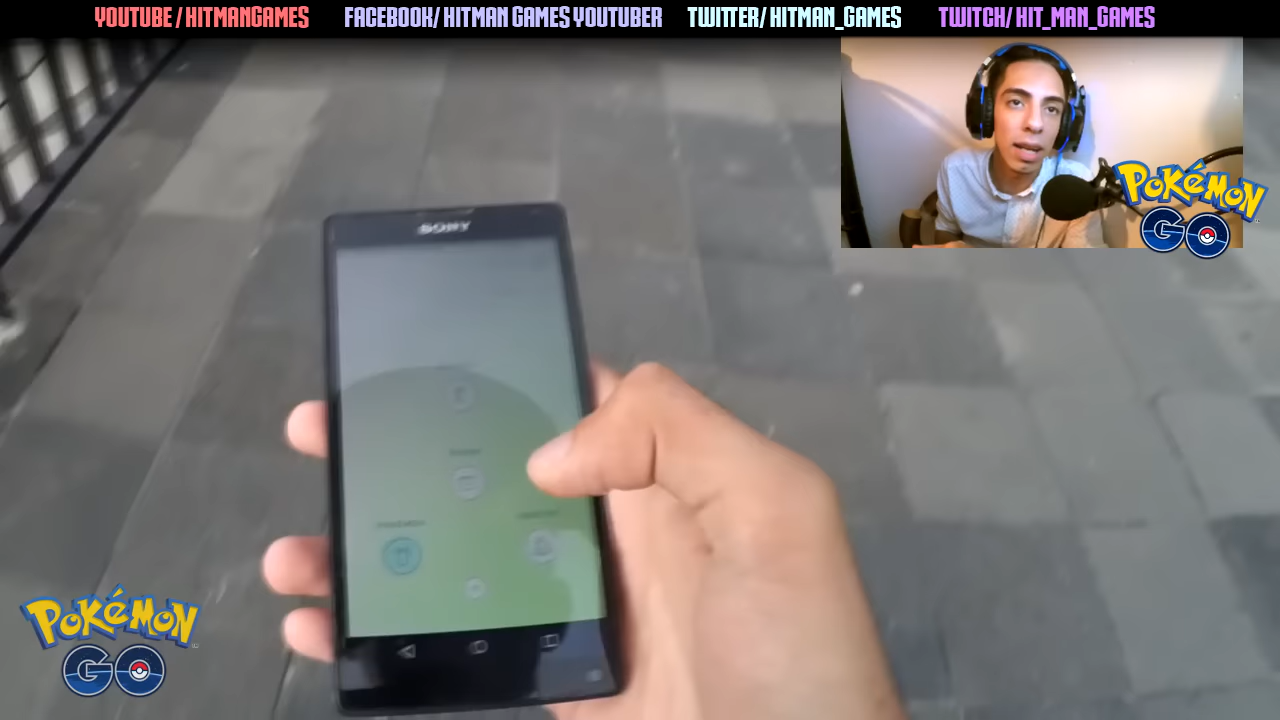 YOUTUBE / HITMANGAMES FACEBOOK/ HITMAN GAMES YOUTUBER TWITTER/ HITMAN_GAMES TWITCH/ HIT_MAN_GAMES
SONY
POKÉMON
GO
POKÉMON
GO